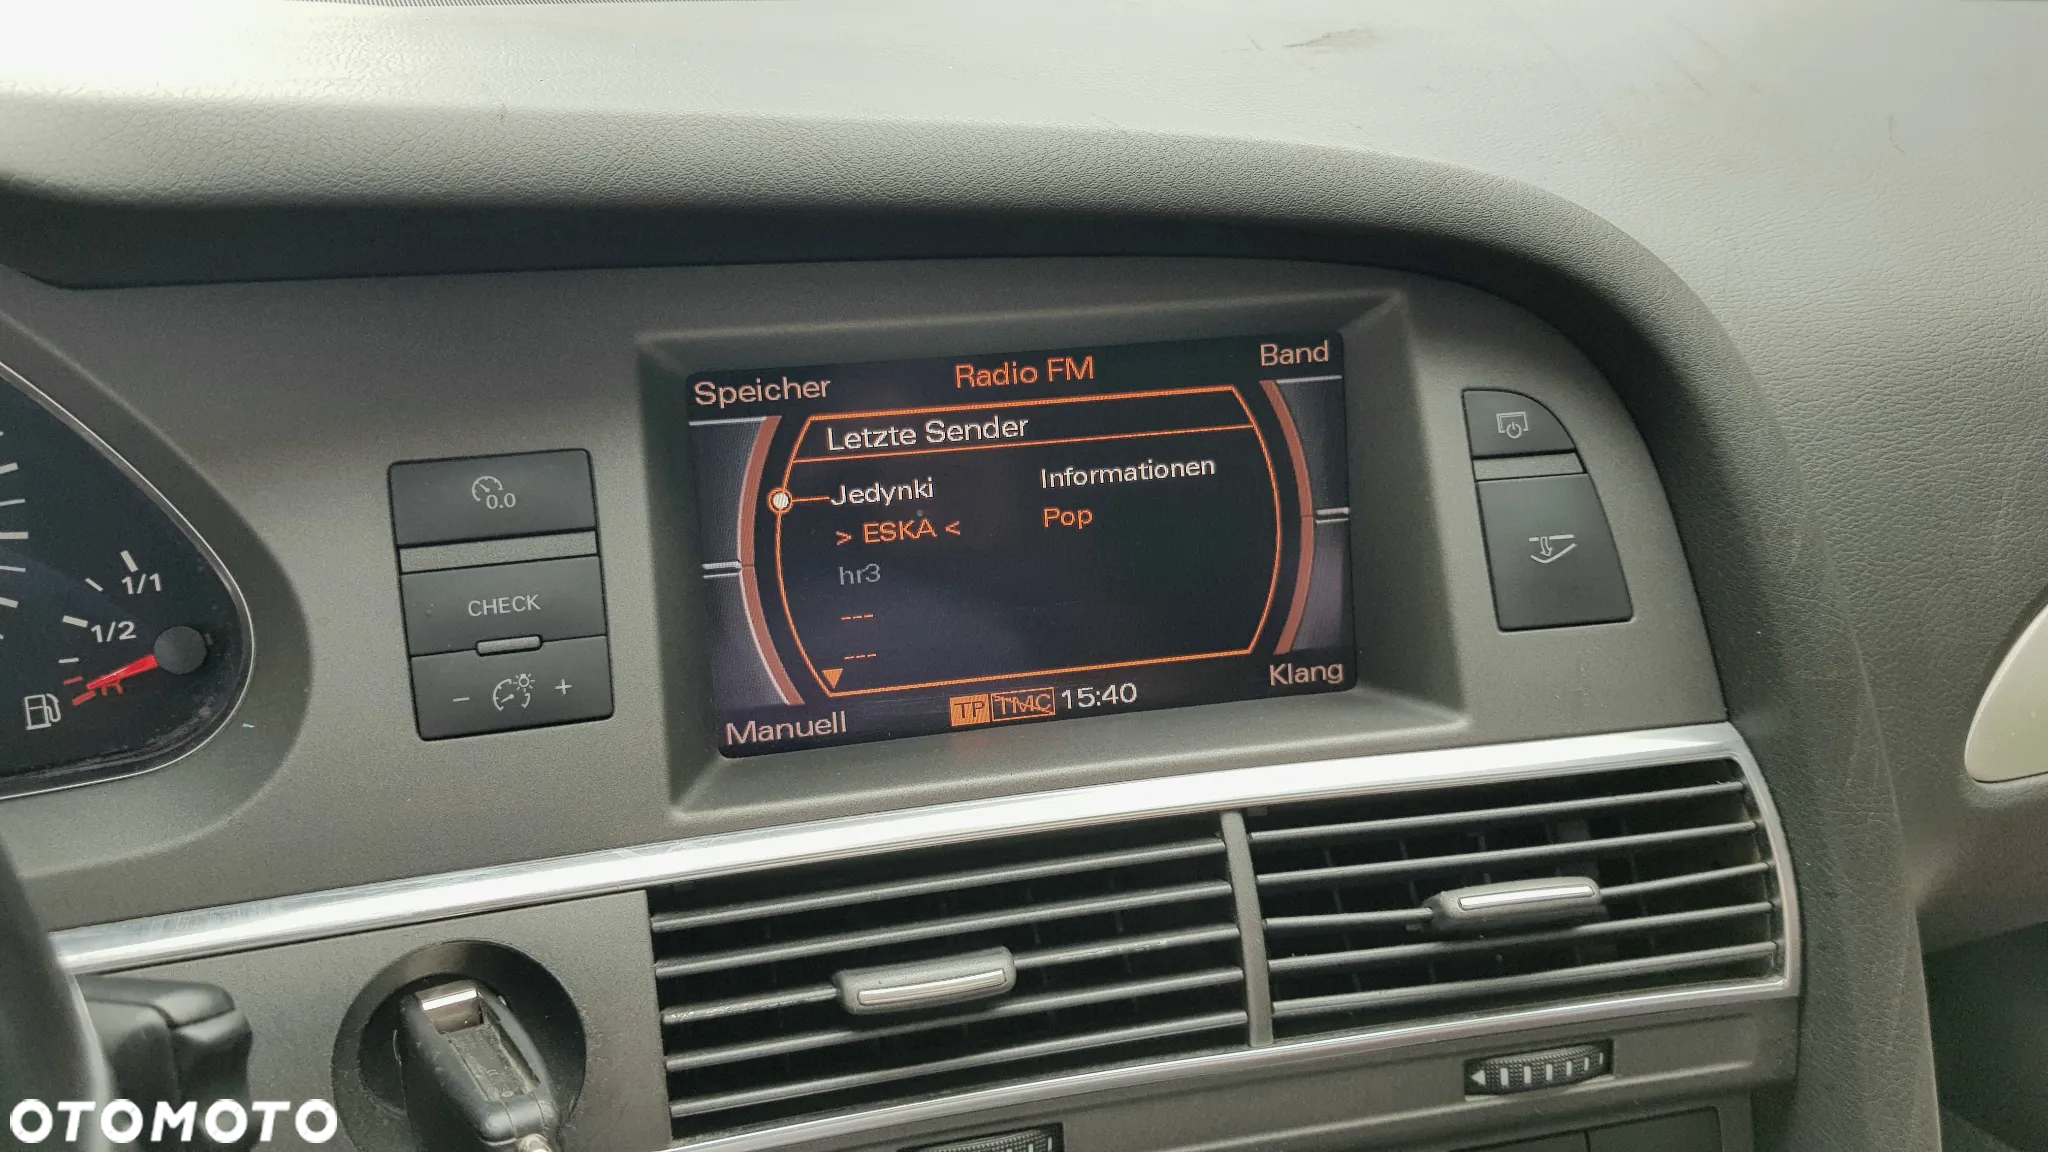 Speicher
Radio FM
Band
Letzte Sender
Jedynki
Informationen
> ESKA <
Pop
hr3
---
---
Manuell
TP TMC 15:40
Klang
0.0
CHECK
- +
1/1
1/2
OTOMOTO